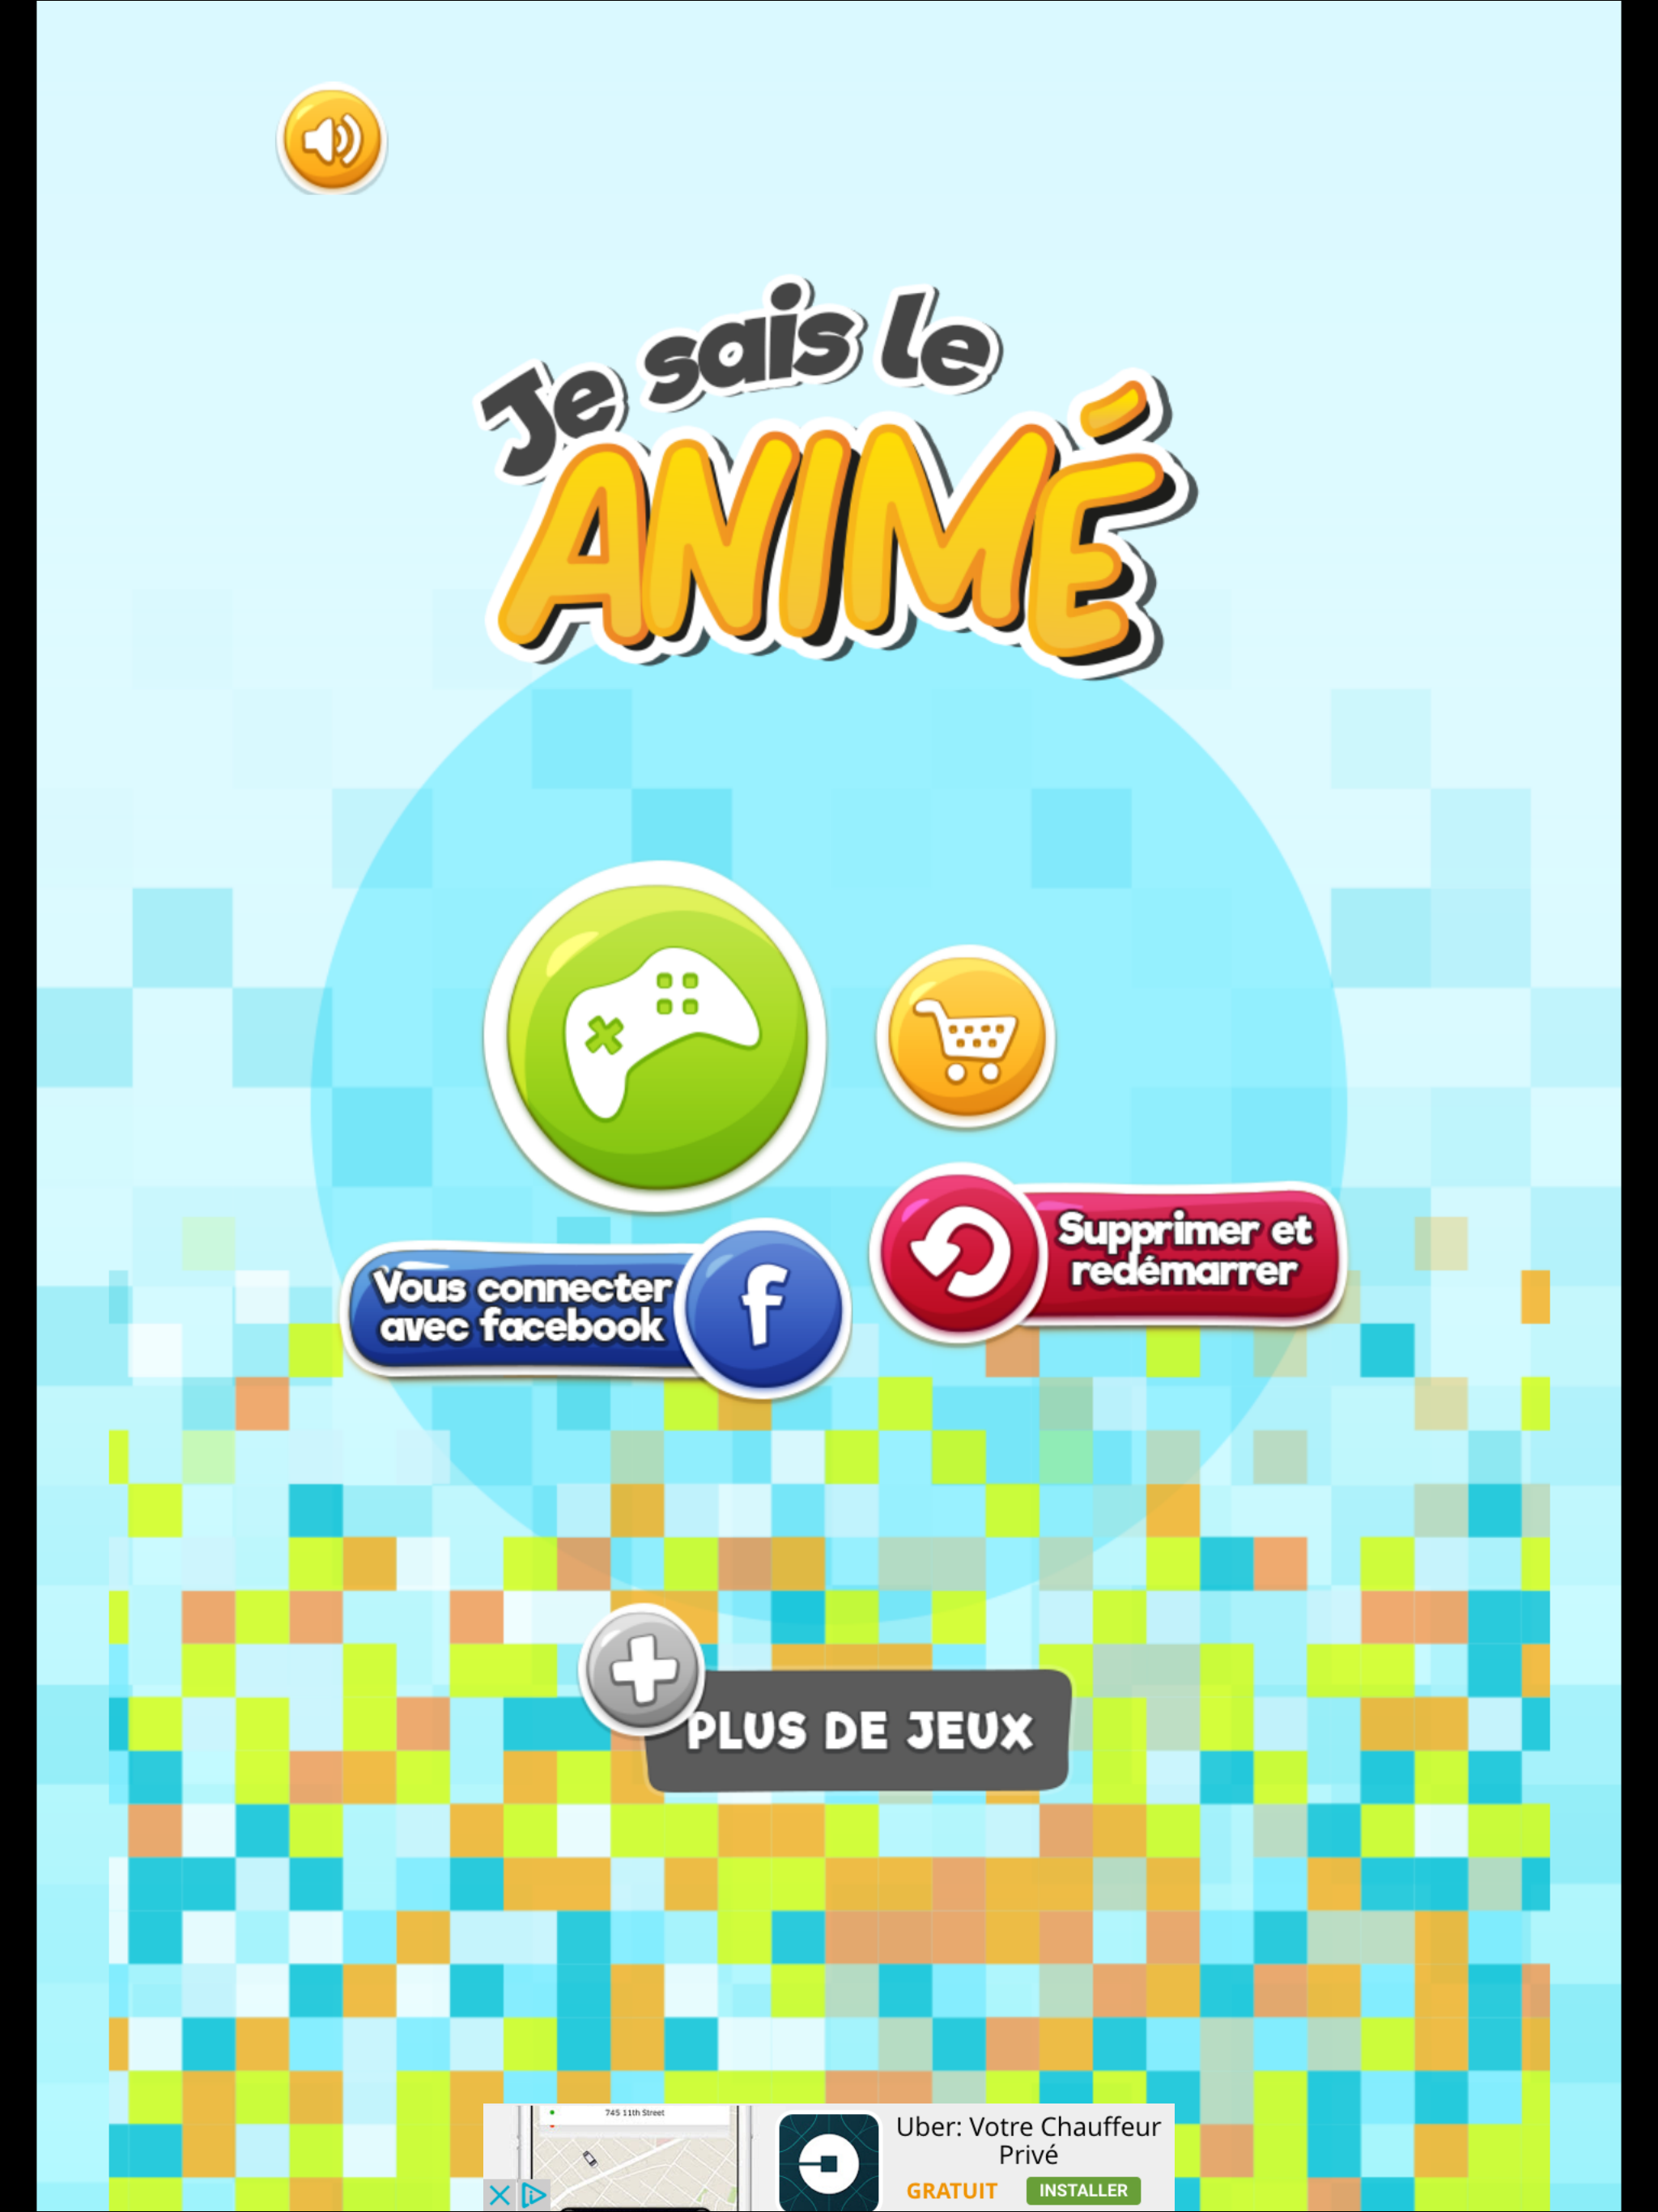 Je sais le
ANIMÉ
Vous connecter
avec facebook
Supprimer et
redémarrer
PLUS DE JEUX
745 11th Street
Uber: Votre Chauffeur
Privé
GRATUIT
INSTALLER